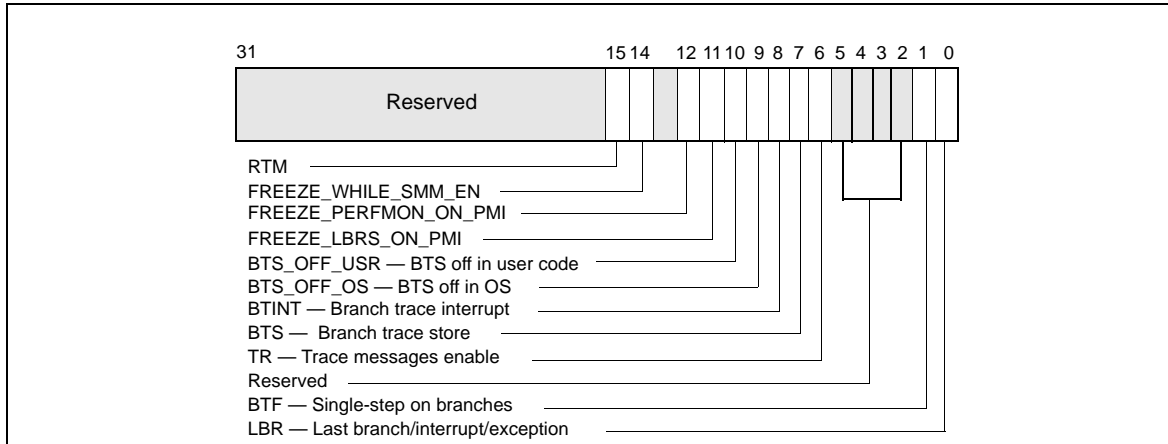 31 15 14 12 11 10 9 8 7 6 5 4 3 2 1 0
Reserved
RTM
FREEZE_WHILE_SMM_EN
FREEZE_PERFMON_ON_PMI
FREEZE_LBRS_ON_PMI
BTS_OFF_USR — BTS off in user code
BTS_OFF_OS — BTS off in OS
BTINT — Branch trace interrupt
BTS — Branch trace store
TR — Trace messages enable
Reserved
BTF — Single-step on branches
LBR — Last branch/interrupt/exception